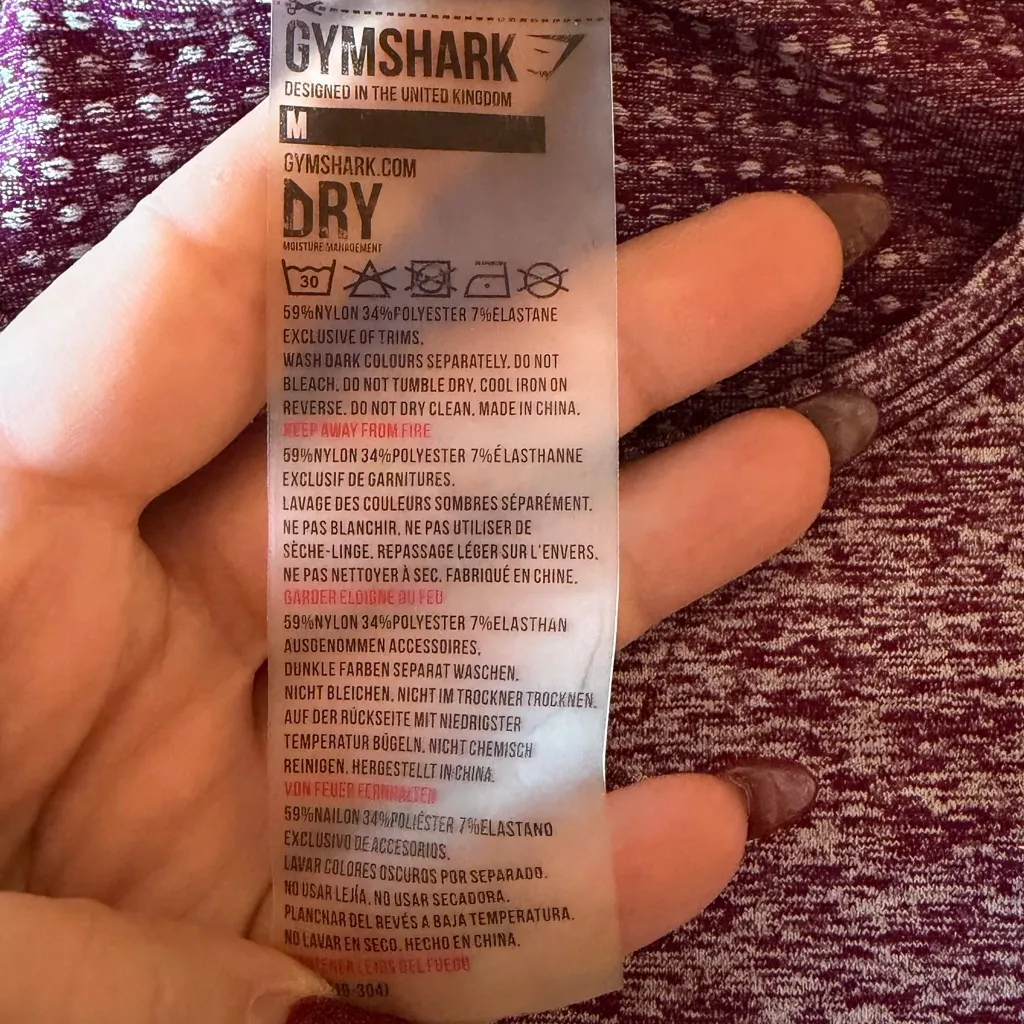 GYMSHARK
DESIGNED IN THE UNITED KINGDOM
M
GYMSHARK.COM
DRY
MOISTURE MANAGEMENT
30
59%NYLON 34%POLYESTER 7%ELASTANE
EXCLUSIVE OF TRIMS.
WASH DARK COLOURS SEPARATELY. DO NOT
BLEACH. DO NOT TUMBLE DRY. COOL IRON ON
REVERSE. DO NOT DRY CLEAN. MADE IN CHINA.
KEEP AWAY FROM FIRE
59%NYLON 34%POLYESTER 7%ÉLASTHANNE
EXCLUSIF DE GARNITURES.
LAVAGE DES COULEURS SOMBRES SÉPARÉMENT.
NE PAS BLANCHIR. NE PAS UTILISER DE
SÈCHE-LINGE. REPASSAGE LÉGER SUR L'ENVERS.
NE PAS NETTOYER À SEC. FABRIQUÉ EN CHINE.
GARDER ELOIGNE DU FEU
59%NYLON 34%POLYESTER 7%ELASTHAN
AUSGENOMMEN ACCESSOIRES.
DUNKLE FARBEN SEPARAT WASCHEN.
NICHT BLEICHEN. NICHT IM TROCKNER TROCKNEN.
AUF DER RÜCKSEITE MIT NIEDRIGSTER
TEMPERATUR BÜGELN. NICHT CHEMISCH
REINIGEN. HERGESTELLT IN CHINA.
VON FEUER FERNHALTEN
59%NAILON 34%POLIÉSTER 7%ELASTANO
EXCLUSIVO DE ACCESORIOS.
LAVAR COLORES OSCUROS POR SEPARADO.
NO USAR LEJÍA. NO USAR SECADORA.
PLANCHAR DEL REVÉS A BAJA TEMPERATURA.
NO LAVAR EN SECO. HECHO EN CHINA.
LEJOS DEL FUEGO
-304)